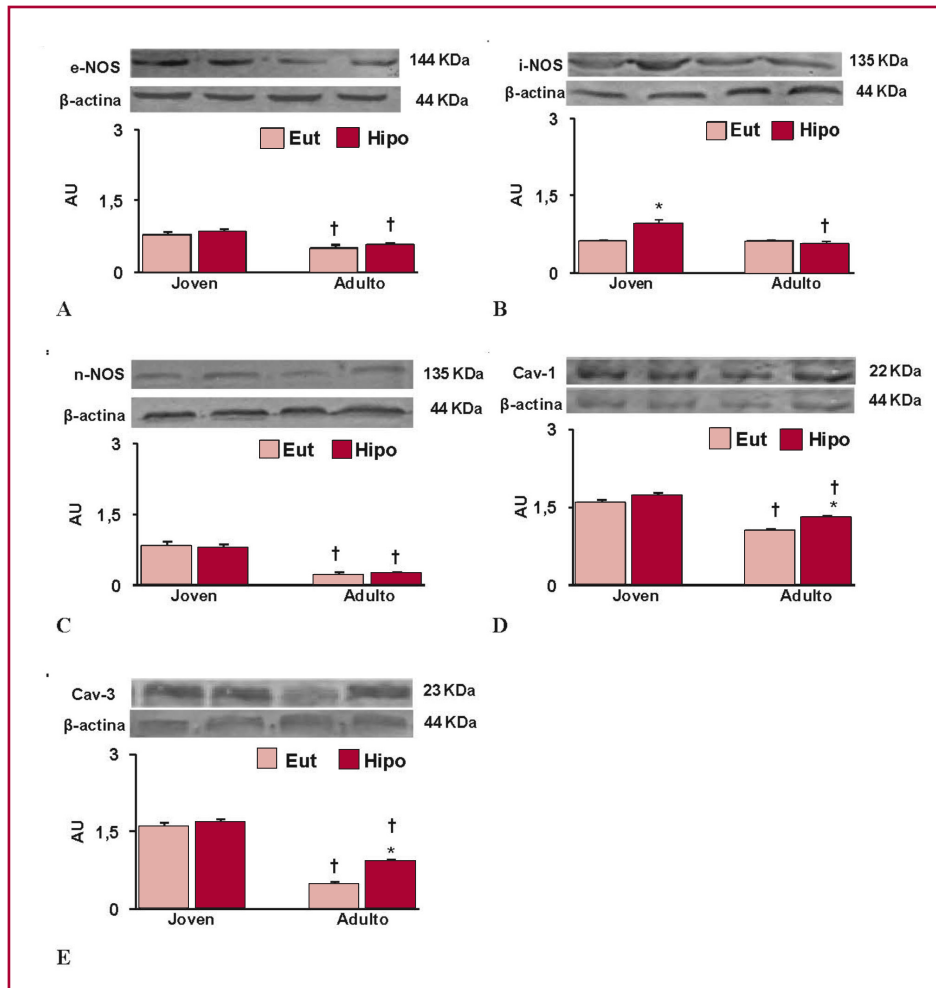 e-NOS 144 KDa
β-actina 44 KDa
Eut Hipo
3
1,5
0
AU
† †
Joven Adulto
A
i-NOS 135 KDa
β-actina 44 KDa
Eut Hipo
3
1,5
0
AU
* †
Joven Adulto
B
n-NOS 135 KDa
β-actina 44 KDa
Eut Hipo
3
1,5
0
AU
† †
Joven Adulto
C
Cav-1 22 KDa
β-actina 44 KDa
Eut Hipo
3
1,5
0
AU
†
† *
Joven Adulto
D
Cav-3 23 KDa
β-actina 44 KDa
Eut Hipo
3
1,5
0
AU
†
† *
Joven Adulto
E